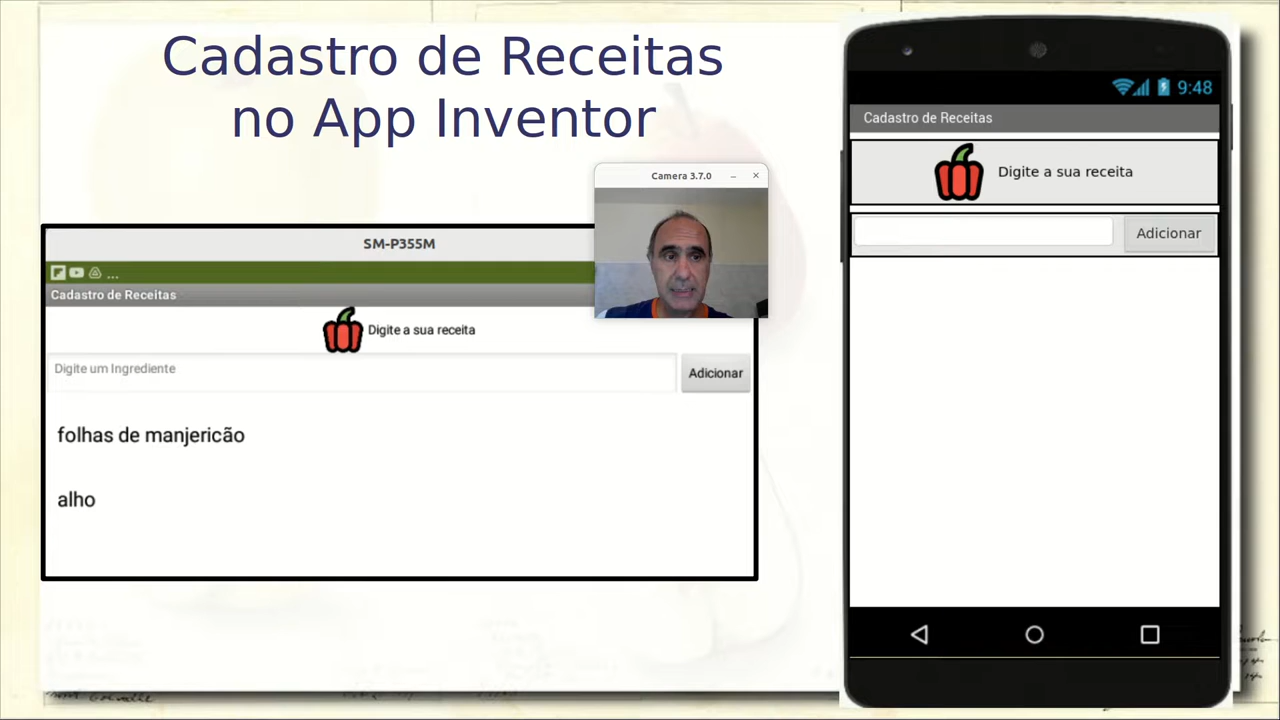 Cadastro de Receitas
no App Inventor
Camera 3.7.0
SM-P355M
...
Cadastro de Receitas
Digite a sua receita
Digite um Ingrediente
Adicionar
folhas de manjericão
alho
9:48
Cadastro de Receitas
Digite a sua receita
Adicionar